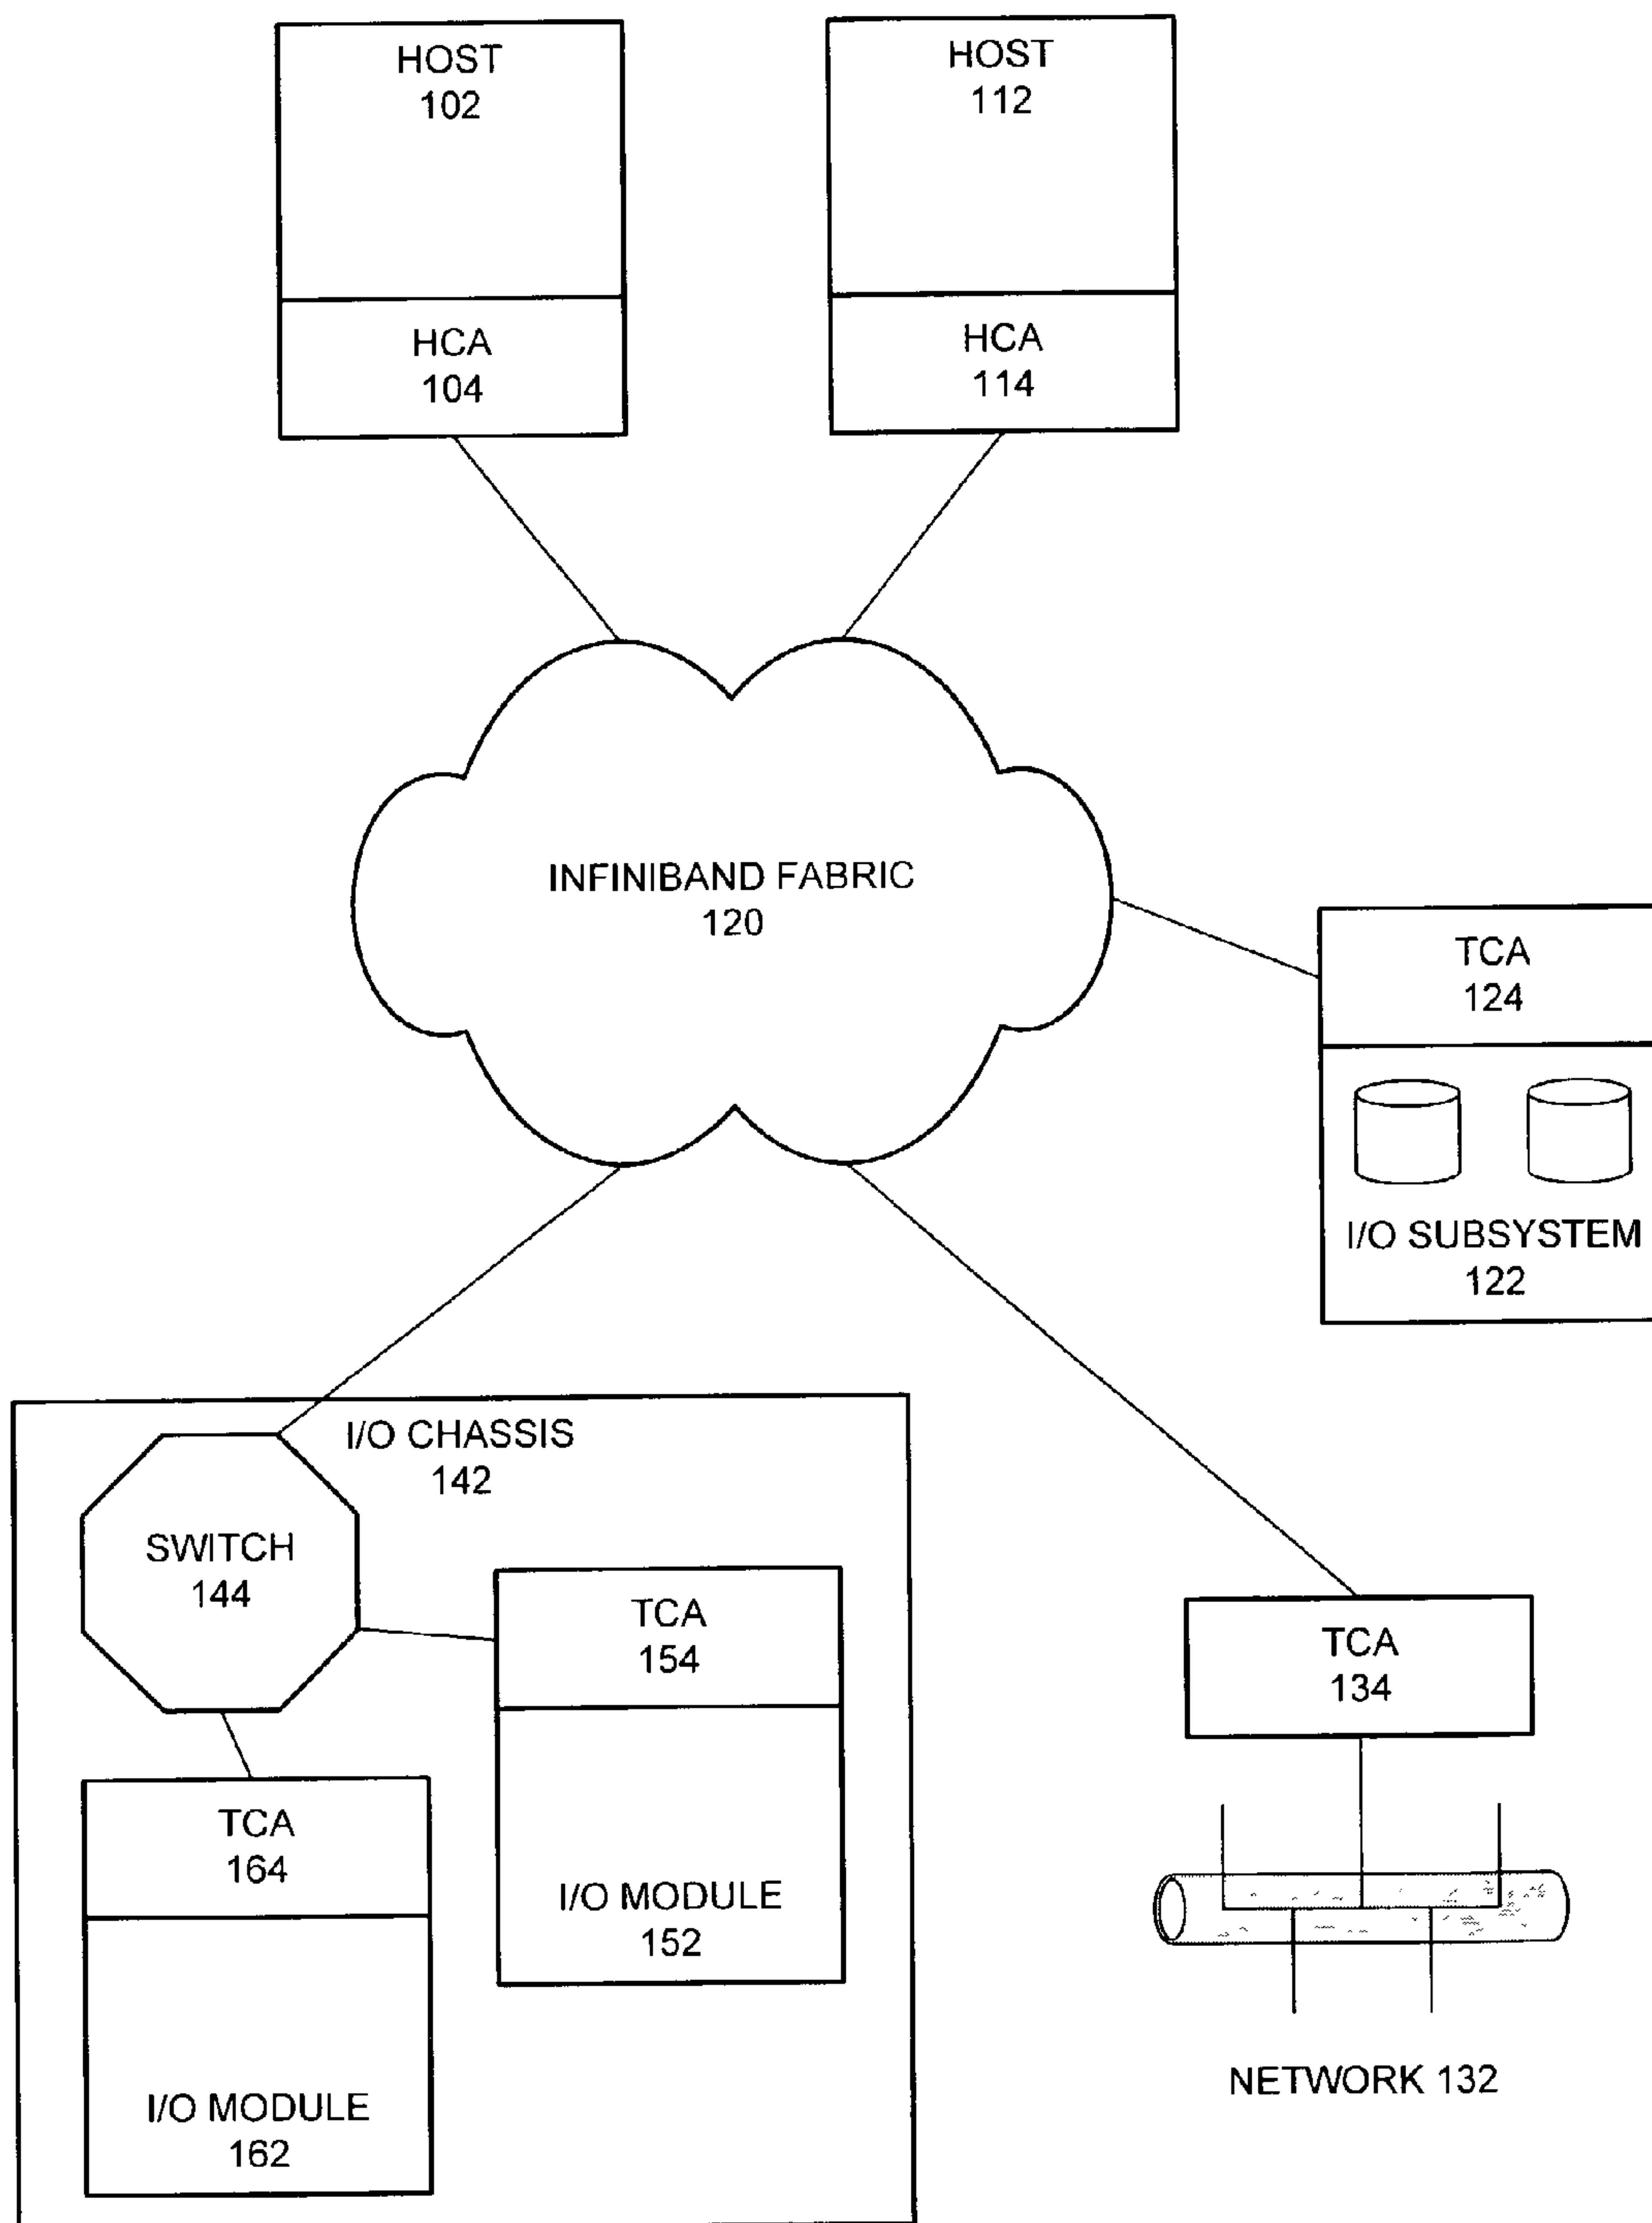 HOST
102
HOST
112
HCA
104
HCA
114
INFINIBAND FABRIC
120
TCA
124
I/O SUBSYSTEM
122
I/O CHASSIS
142
SWITCH
144
TCA
154
I/O MODULE
152
TCA
164
I/O MODULE
162
TCA
134
NETWORK 132